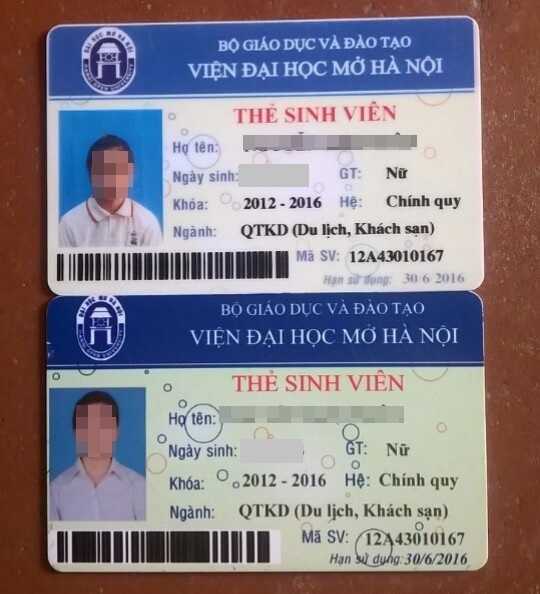 BỘ GIÁO DỤC VÀ ĐÀO TẠO
VIỆN ĐẠI HỌC MỞ HÀ NỘI
THẺ SINH VIÊN
Họ tên:
Ngày sinh: GT: Nữ
Khóa: 2012 - 2016 Hệ: Chính quy
Ngành: QTKD (Du lịch, Khách sạn)
Mã SV: 12A43010167
Hạn sử dụng: 30/6/2016
BỘ GIÁO DỤC VÀ ĐÀO TẠO
VIỆN ĐẠI HỌC MỞ HÀ NỘI
THẺ SINH VIÊN
Họ tên:
Ngày sinh: GT: Nữ
Khóa: 2012 - 2016 Hệ: Chính quy
Ngành: QTKD (Du lịch, Khách sạn)
Mã SV: 12A43010167
Hạn sử dụng: 30/6/2016